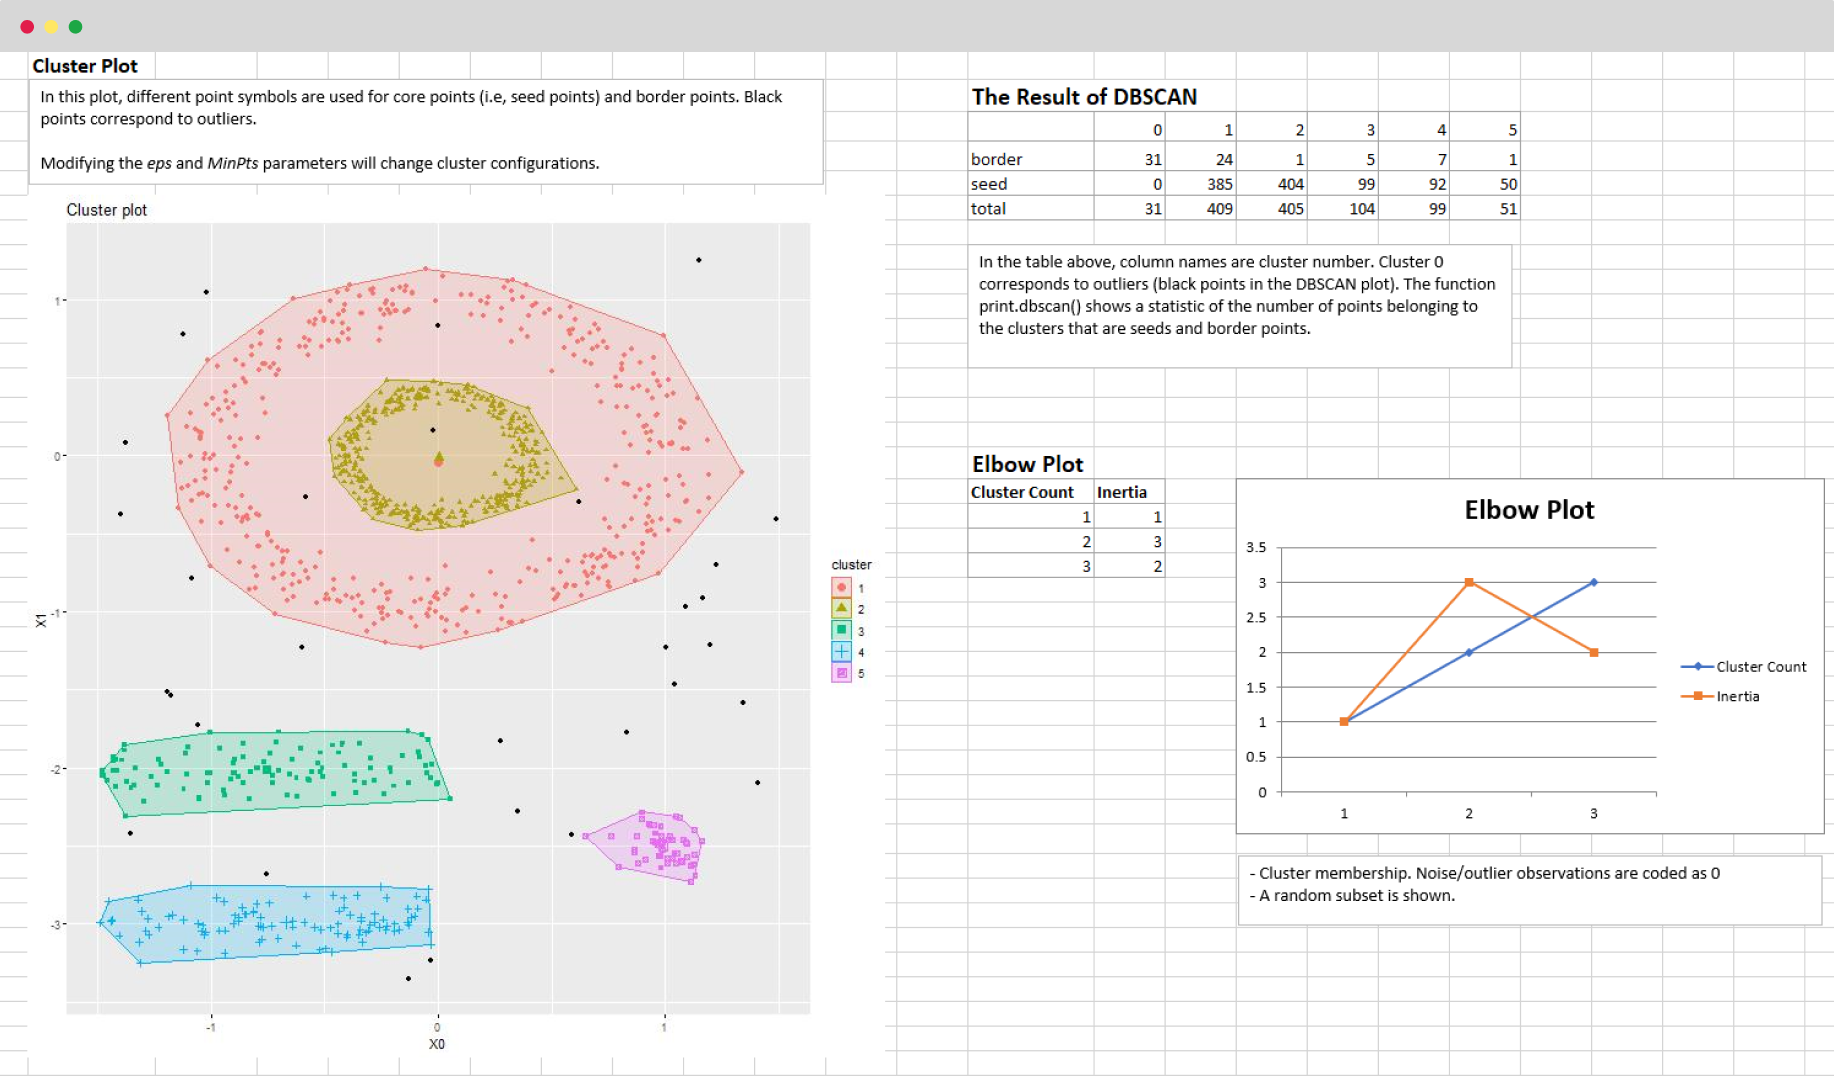 Cluster Plot
In this plot, different point symbols are used for core points (i.e, seed points) and border points. Black
points correspond to outliers.
Modifying the eps and MinPts parameters will change cluster configurations.
Cluster plot
1
0
-1
-2
-3
X1
-1 0 1
X0
cluster
1
2
3
4
5
The Result of DBSCAN
0 1 2 3 4 5
border 31 24 1 5 7 1
seed 0 385 404 99 92 50
total 31 409 405 104 99 51
In the table above, column names are cluster number. Cluster 0
corresponds to outliers (black points in the DBSCAN plot). The function
print.dbscan() shows a statistic of the number of points belonging to
the clusters that are seeds and border points.
Elbow Plot
Cluster Count Inertia
1 1
2 3
3 2
Elbow Plot
3.5
3
2.5
2
1.5
1
0.5
0
1 2 3
Cluster Count
Inertia
- Cluster membership. Noise/outlier observations are coded as 0
- A random subset is shown.